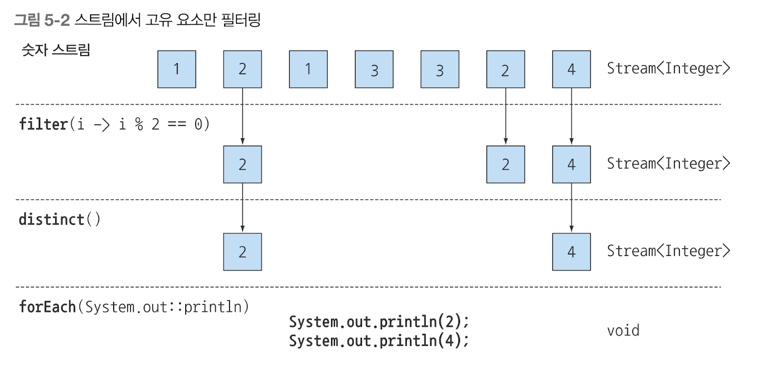 그림 5-2 스트림에서 고유 요소만 필터링
숫자 스트림
1 2 1 3 3 2 4 Stream<Integer>
filter(i -> i % 2 == 0)
2 2 4 Stream<Integer>
distinct()
2 4 Stream<Integer>
forEach(System.out::println)
System.out.println(2);
System.out.println(4);
void